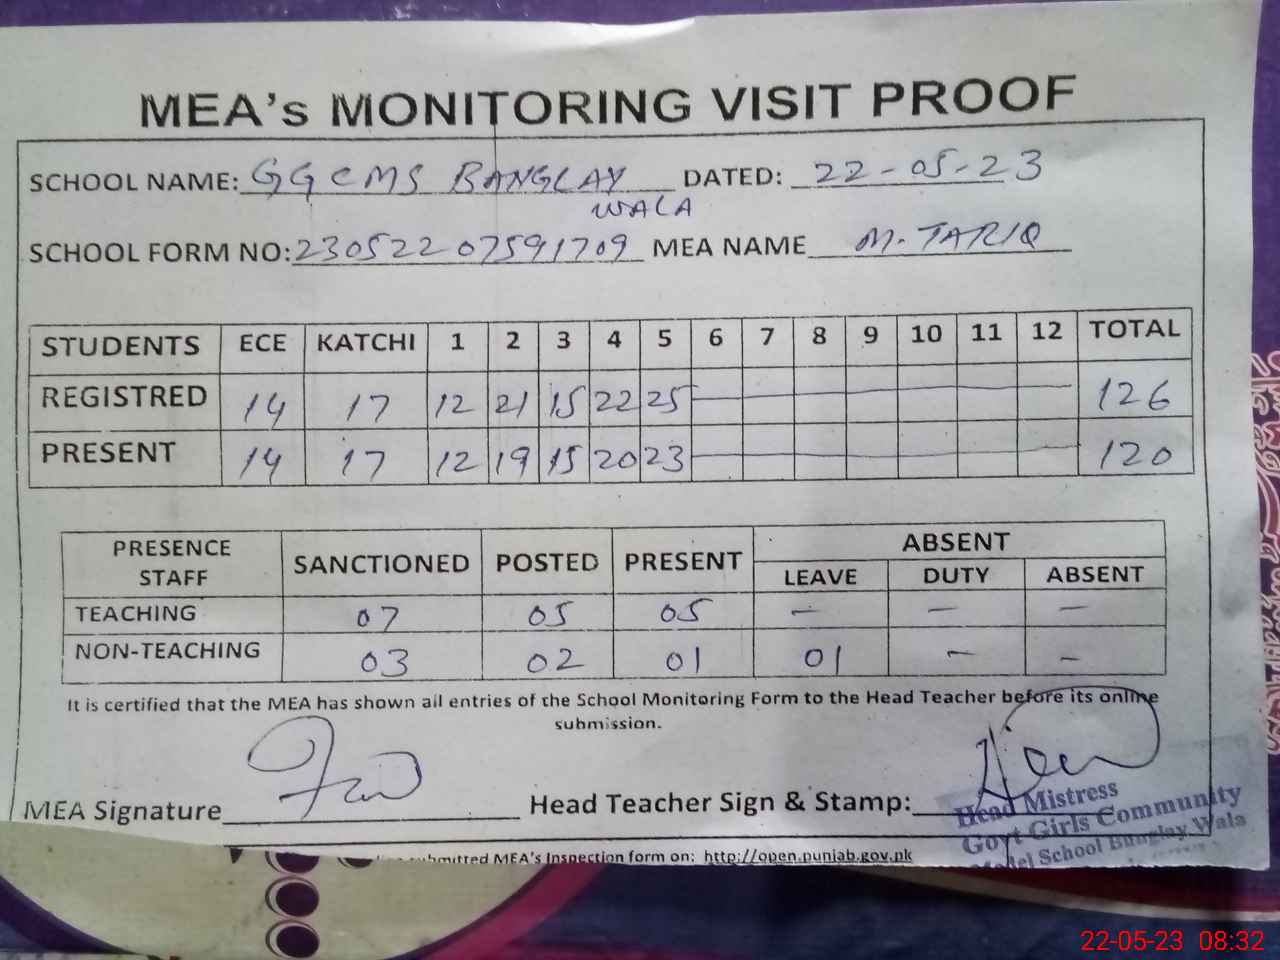 MEA's MONITORING VISIT PROOF
SCHOOL NAME: GGCMS BANGLAY DATED: 22-05-23
WALA
SCHOOL FORM NO: 23052207591709 MEA NAME M. TARIQ
STUDENTS ECE KATCHI 1 2 3 4 5 6 7 8 9 10 11 12 TOTAL
REGISTRED 14 17 12 21 15 22 25 126
PRESENT 14 17 12 19 15 20 23 120
PRESENCE STAFF SANCTIONED POSTED PRESENT ABSENT
LEAVE DUTY ABSENT
TEACHING 07 05 05 - - -
NON-TEACHING 03 02 01 01 - -
It is certified that the MEA has shown all entries of the School Monitoring Form to the Head Teacher before its online
submission.
MEA Signature Head Teacher Sign & Stamp:
Head Mistress
Govt Girls Community
Model School Bunglay Wala
submitted MEA's Inspection form on: http://open.punjab.gov.pk
22-05-23 08:32